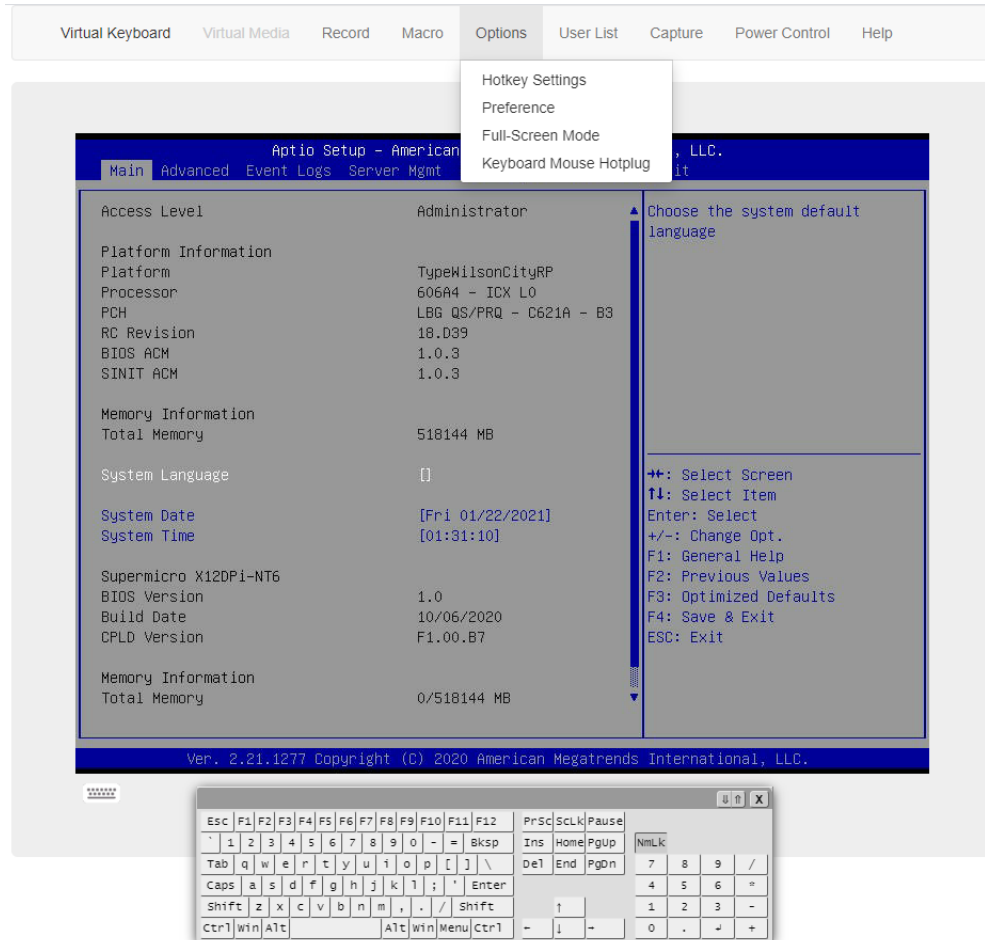 Virtual Keyboard Virtual Media Record Macro Options User List Capture Power Control Help
Hotkey Settings
Preference
Full-Screen Mode
Keyboard Mouse Hotplug
Aptio Setup – American , LLC.
Main Advanced Event Logs Server Mgmt it
Access Level Administrator
Platform Information
Platform TypeWilsonCityRP
Processor 606A4 – ICX L0
PCH LBG QS/PRQ – C621A – B3
RC Revision 18.D39
BIOS ACM 1.0.3
SINIT ACM 1.0.3
Memory Information
Total Memory 518144 MB
System Language []
System Date [Fri 01/22/2021]
System Time [01:31:10]
Supermicro X12DPi-NT6
BIOS Version 1.0
Build Date 10/06/2020
CPLD Version F1.00.B7
Memory Information
Total Memory 0/518144 MB
Choose the system default
language
→←: Select Screen
↑↓: Select Item
Enter: Select
+/-: Change Opt.
F1: General Help
F2: Previous Values
F3: Optimized Defaults
F4: Save & Exit
ESC: Exit
Ver. 2.21.1277 Copyright (C) 2020 American Megatrends International, LLC.
⇓ ⇑ X
Esc F1 F2 F3 F4 F5 F6 F7 F8 F9 F10 F11 F12 PrSc ScLk Pause
` 1 2 3 4 5 6 7 8 9 0 - = Bksp Ins Home PgUp NmLk
Tab q w e r t y u i o p [ ] \ Del End PgDn 7 8 9 /
Caps a s d f g h j k l ; ' Enter 4 5 6 *
Shift z x c v b n m , . / Shift ↑ 1 2 3 -
Ctrl Win Alt Alt Win Menu Ctrl ← ↓ → 0 . ↵ +